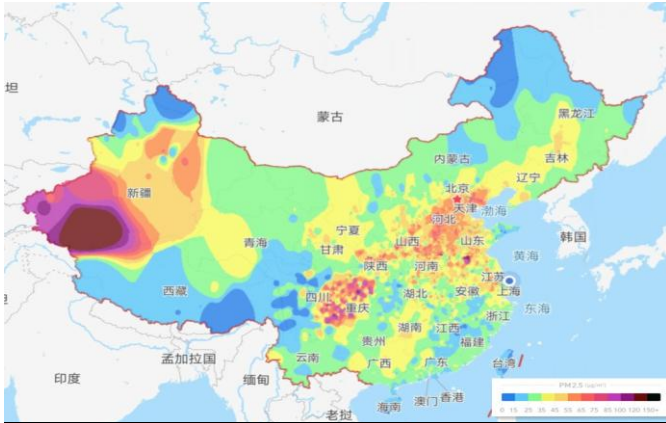 蒙古
黑龙江
吉林
内蒙古
辽宁
北京
天津
渤海
河北
新疆
宁夏
山西
山东
韩国
青海
甘肃
黄海
陕西
河南
江苏
西藏
四川
安徽
上海
重庆
湖北
浙江
东海
湖南
江西
孟加拉国
贵州
福建
云南
印度
缅甸
广西
广东
台湾
香港
澳门
海南
老挝
坦
PM2.5 (μg/m³)
0 15 25 35 45 55 65 75 85 100 120 150+